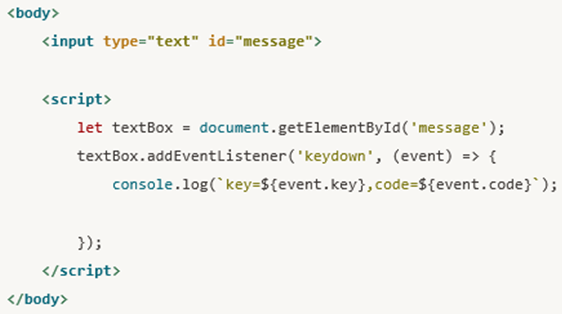 <body>
<input type="text" id="message">
<script>
let textBox = document.getElementById('message');
textBox.addEventListener('keydown', (event) => {
console.log(`key=${event.key},code=${event.code}`);
});
</script>
</body>